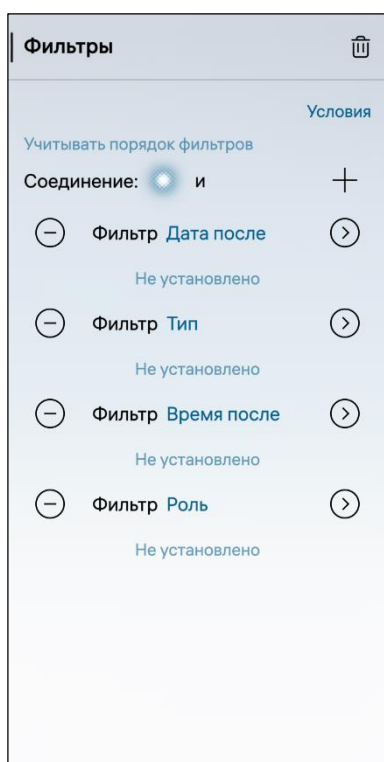 Фильтры
Условия
Учитывать порядок фильтров
Соединение: и
Фильтр Дата после
Не установлено
Фильтр Тип
Не установлено
Фильтр Время после
Не установлено
Фильтр Роль
Не установлено